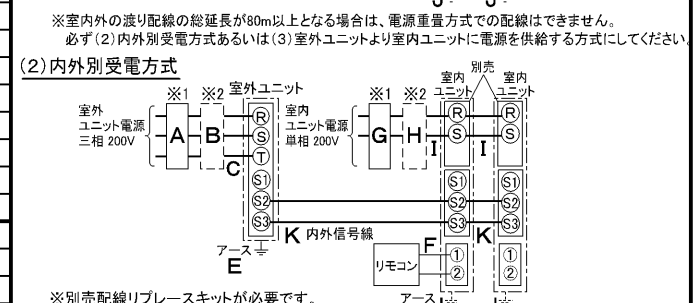 ※室内外の渡り配線の総延長が80m以上となる場合は、電源重畳方式での配線はできません。
必ず(2)内外別受電方式あるいは(3)室外ユニットより室内ユニットに電源を供給する方式にしてください
(2)内外別受電方式
別売
※1 ※2 室外ユニット ※1 ※2 室内ユニット 室内ユニット
室外
ユニット電源
三相 200V
A B C
R
S
T
S1
S2
S3
室内
ユニット電源
単相 200V
G H I I
R R
S S
S1 S1
S2 S2
S3 S3
K 内外信号線 K
アース
E
リモコン F
① ①
② ②
※別売配線リプレースキットが必要です。
アース